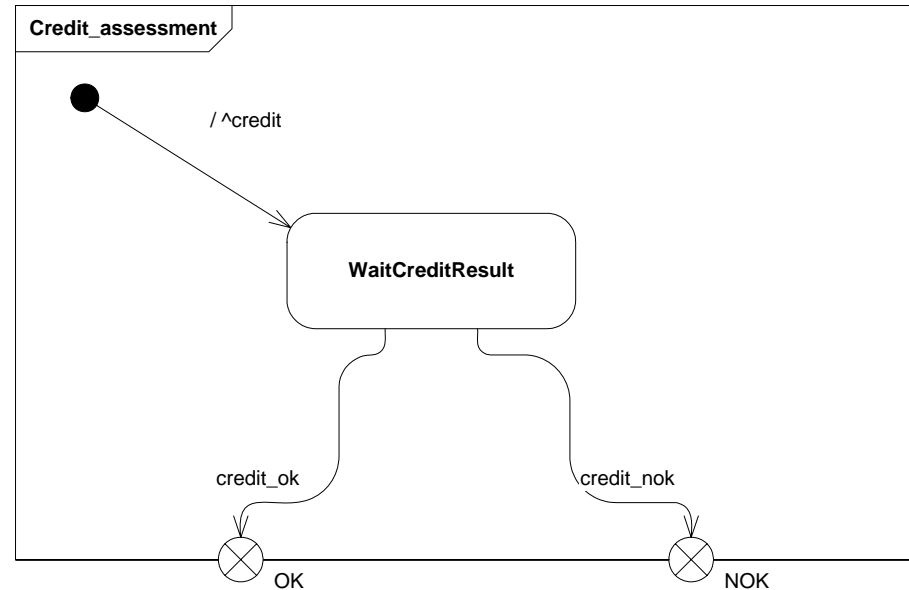 Credit_assessment
/ ^credit
WaitCreditResult
credit_ok
credit_nok
OK
NOK